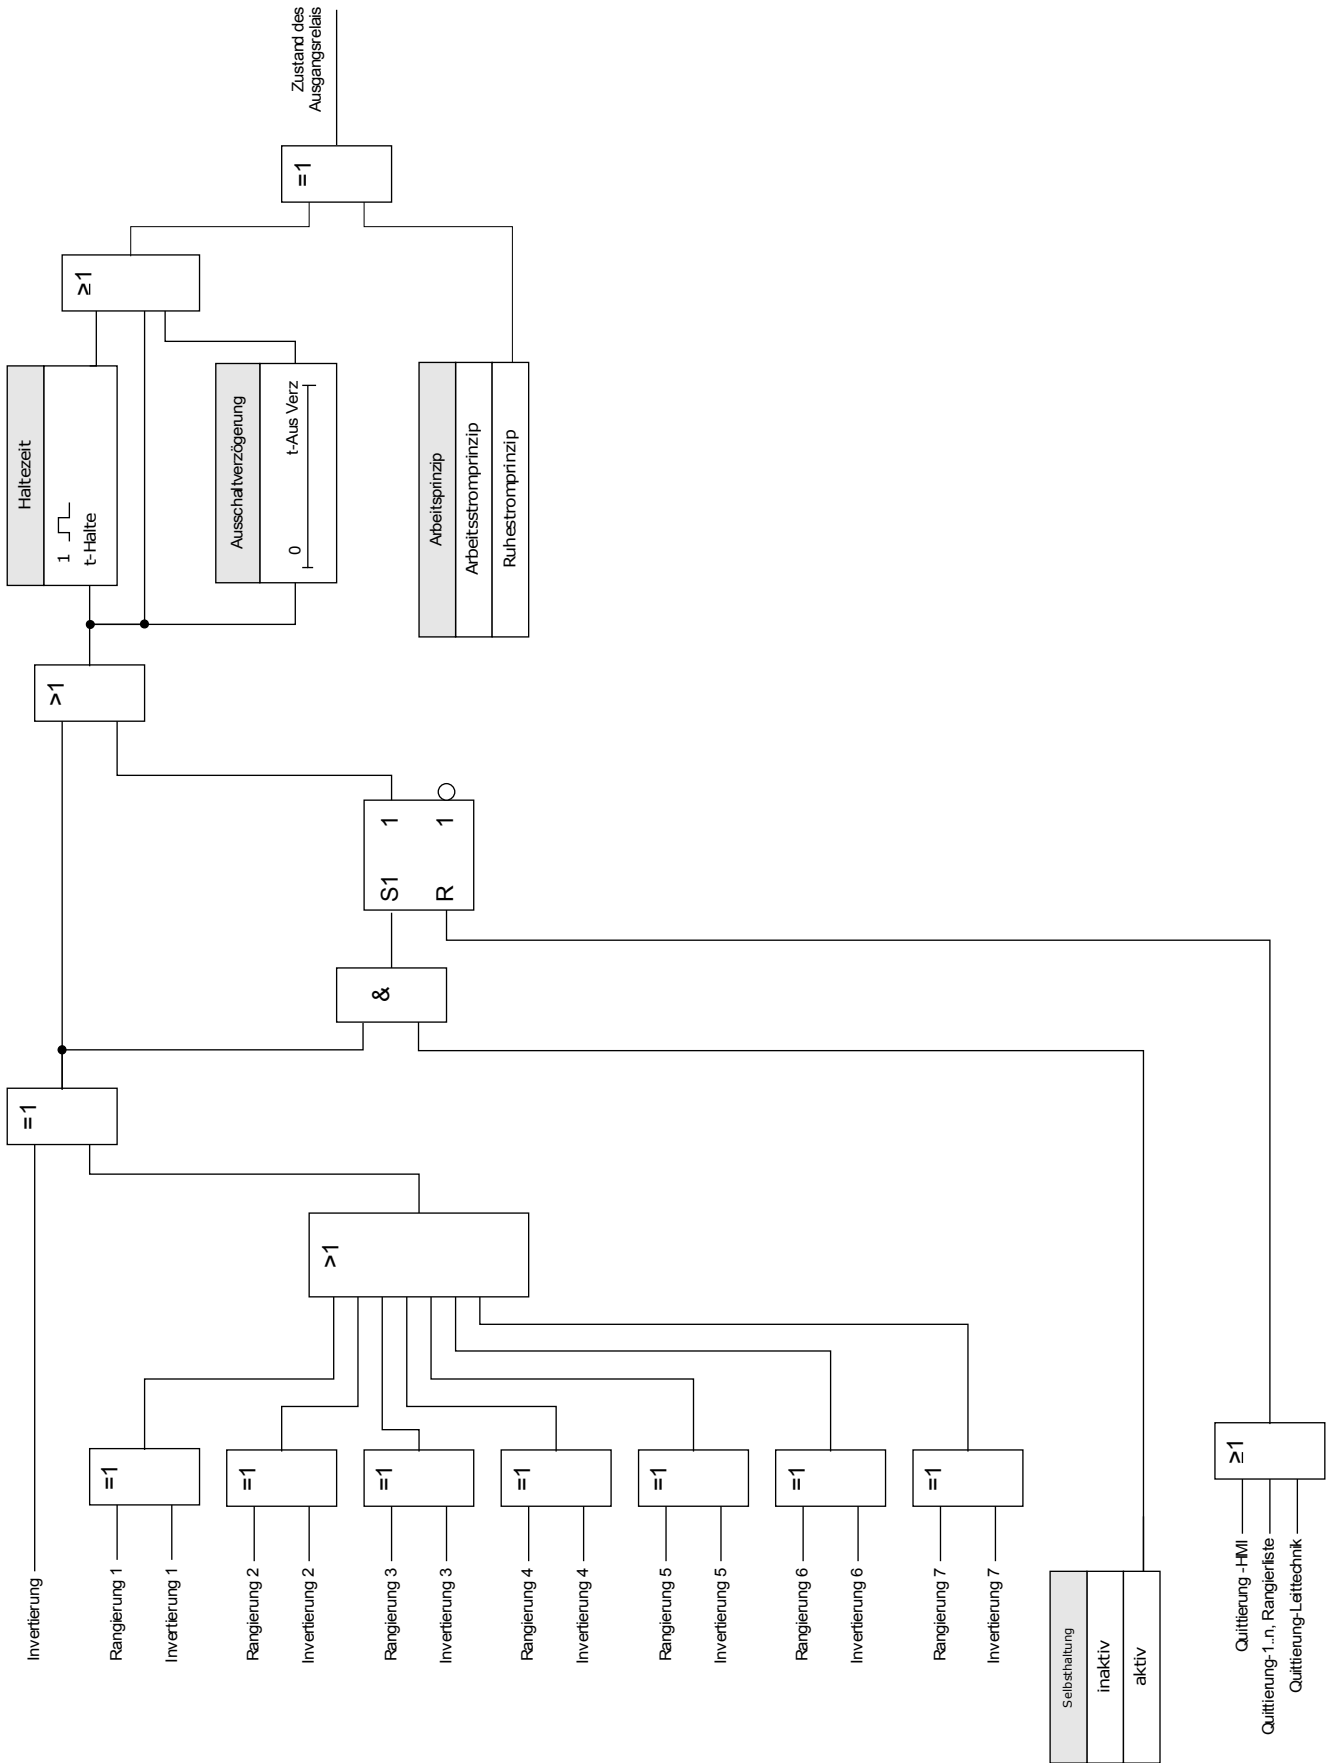 Invertierung
Rangierung 1
Invertierung 1
Rangierung 2
Invertierung 2
Rangierung 3
Invertierung 3
Rangierung 4
Invertierung 4
Rangierung 5
Invertierung 5
Rangierung 6
Invertierung 6
Rangierung 7
Invertierung 7
Selbsthaltung
inaktiv
aktiv
Quittierung -HMI
Quittierung-1..n, Rangierliste
Quittierung-Leittechnik
=1
=1
=1
=1
=1
=1
=1
≥1
>1
=1
&
S1 1
R 1
>1
Haltezeit
1
t-Halte
Ausschaltverzögerung
0 t-Aus Verz
Arbeitsprinzip
Arbeitsstromprinzip
Ruhestromprinzip
≥1
=1
Zustand des
Ausgangsrelais